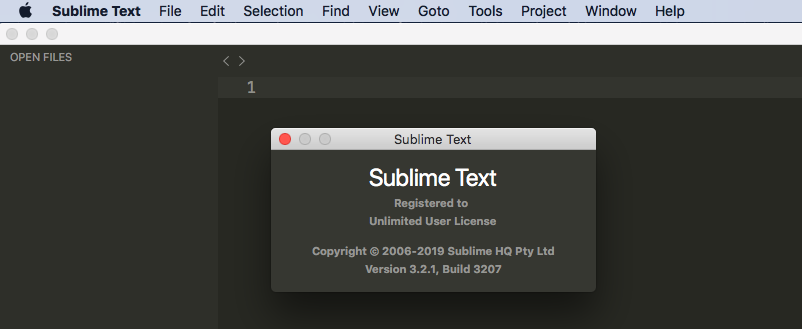 Sublime Text File Edit Selection Find View Goto Tools Project Window Help
OPEN FILES
1
Sublime Text
Sublime Text
Registered to
Unlimited User License
Copyright © 2006-2019 Sublime HQ Pty Ltd
Version 3.2.1, Build 3207